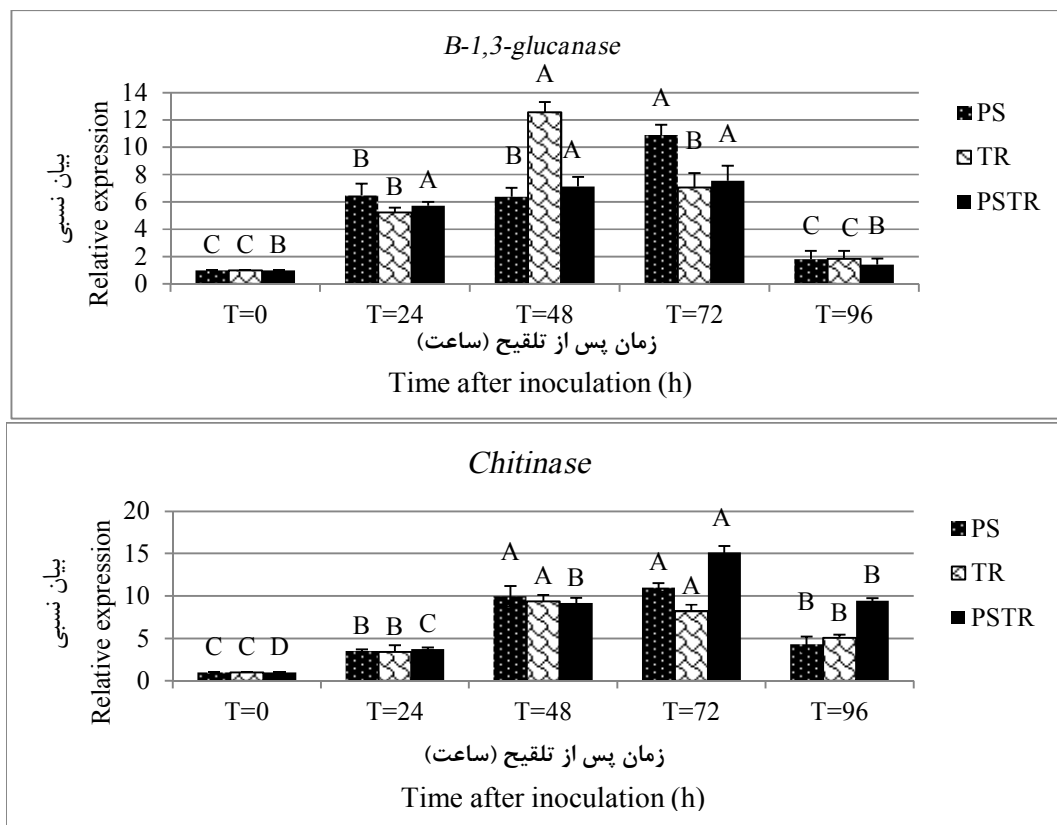 B-1,3-glucanase
بیان نسبی
Relative expression
14
12
10
8
6
4
2
0
C C B
B B A
B A A
A B A
C C B
T=0 T=24 T=48 T=72 T=96
زمان پس از تلقیح (ساعت)
Time after inoculation (h)
PS
TR
PSTR
Chitinase
بیان نسبی
Relative expression
20
15
10
5
0
C C D
B B C
A A B
A A A
B B B
T=0 T=24 T=48 T=72 T=96
زمان پس از تلقیح (ساعت)
Time after inoculation (h)
PS
TR
PSTR